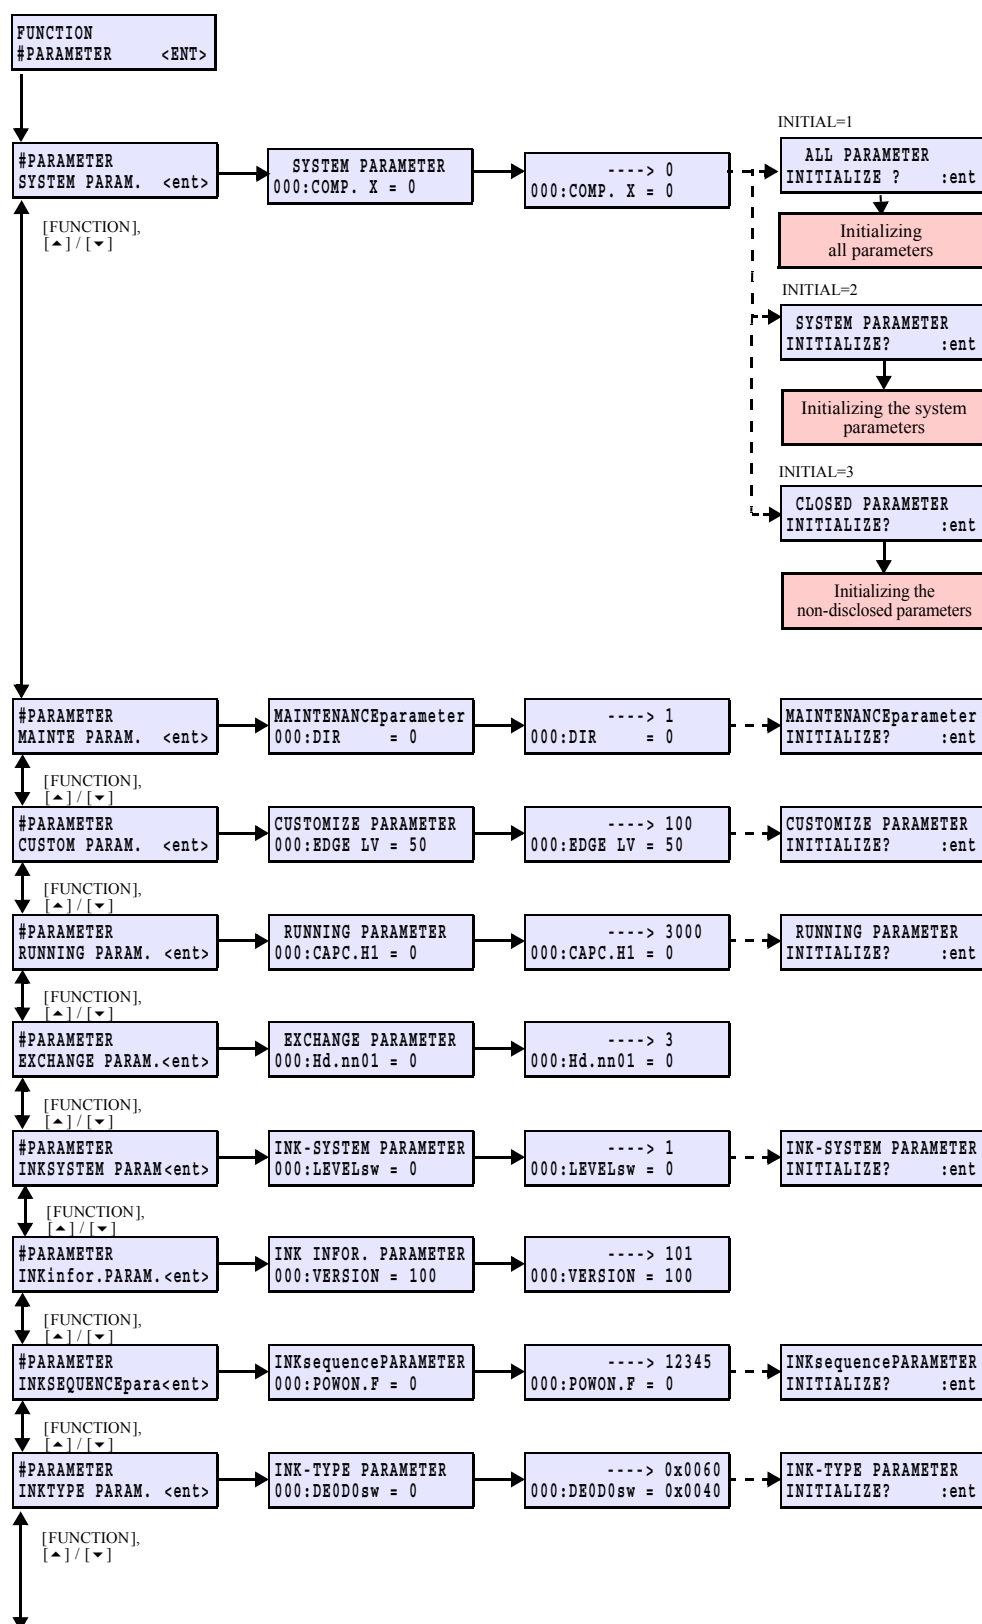 FUNCTION
#PARAMETER <ENT>
INITIAL=1
#PARAMETER
SYSTEM PARAM. <ent>
SYSTEM PARAMETER
000:COMP. X = 0
----> 0
000:COMP. X = 0
ALL PARAMETER
INITIALIZE ? :ent
[FUNCTION],
[▲] / [▼]
Initializing
all parameters
INITIAL=2
SYSTEM PARAMETER
INITIALIZE? :ent
Initializing the system
parameters
INITIAL=3
CLOSED PARAMETER
INITIALIZE? :ent
Initializing the
non-disclosed parameters
#PARAMETER
MAINTE PARAM. <ent>
MAINTENANCEparameter
000:DIR = 0
----> 1
000:DIR = 0
MAINTENANCEparameter
INITIALIZE? :ent
[FUNCTION],
[▲] / [▼]
#PARAMETER
CUSTOM PARAM. <ent>
CUSTOMIZE PARAMETER
000:EDGE LV = 50
----> 100
000:EDGE LV = 50
CUSTOMIZE PARAMETER
INITIALIZE? :ent
[FUNCTION],
[▲] / [▼]
#PARAMETER
RUNNING PARAM. <ent>
RUNNING PARAMETER
000:CAPC.H1 = 0
----> 3000
000:CAPC.H1 = 0
RUNNING PARAMETER
INITIALIZE? :ent
[FUNCTION],
[▲] / [▼]
#PARAMETER
EXCHANGE PARAM.<ent>
EXCHANGE PARAMETER
000:Hd.nn01 = 0
----> 3
000:Hd.nn01 = 0
[FUNCTION],
[▲] / [▼]
#PARAMETER
INKSYSTEM PARAM<ent>
INK-SYSTEM PARAMETER
000:LEVELsw = 0
----> 1
000:LEVELsw = 0
INK-SYSTEM PARAMETER
INITIALIZE? :ent
[FUNCTION],
[▲] / [▼]
#PARAMETER
INKinfor.PARAM.<ent>
INK INFOR. PARAMETER
000:VERSION = 100
----> 101
000:VERSION = 100
[FUNCTION],
[▲] / [▼]
#PARAMETER
INKSEQUENCEpara<ent>
INKsequencePARAMETER
000:POWON.F = 0
----> 12345
000:POWON.F = 0
INKsequencePARAMETER
INITIALIZE? :ent
[FUNCTION],
[▲] / [▼]
#PARAMETER
INKTYPE PARAM. <ent>
INK-TYPE PARAMETER
000:DE0D0sw = 0
----> 0x0060
000:DE0D0sw = 0x0040
INK-TYPE PARAMETER
INITIALIZE? :ent
[FUNCTION],
[▲] / [▼]